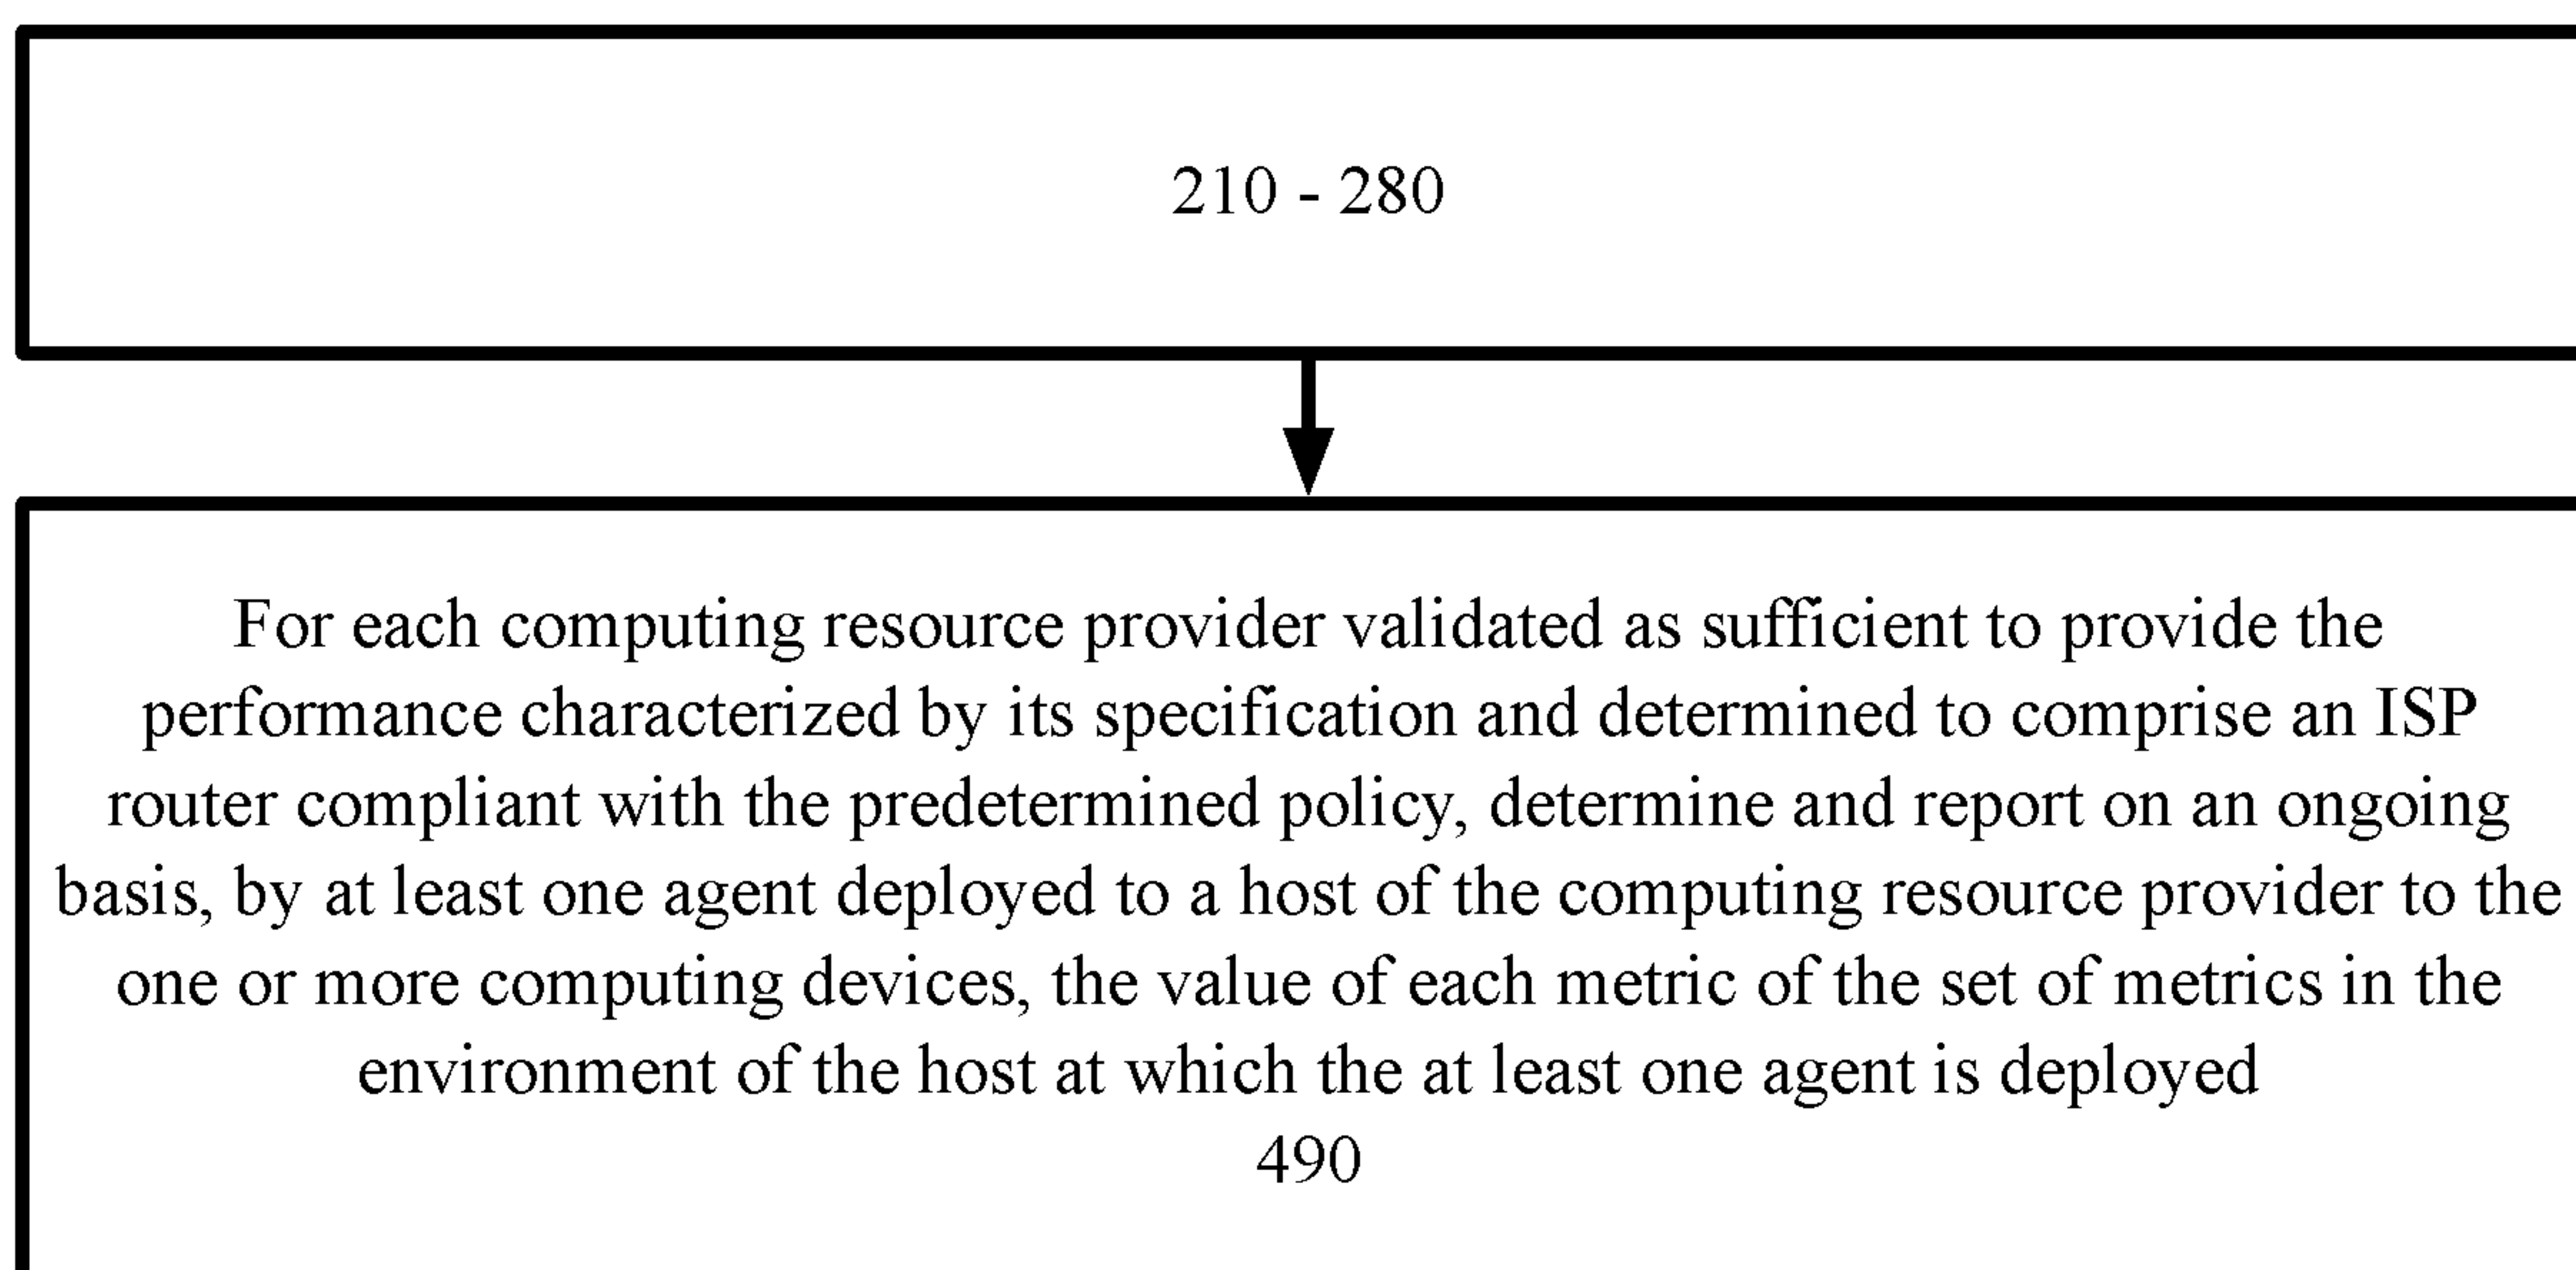 210 - 280
For each computing resource provider validated as sufficient to provide the
performance characterized by its specification and determined to comprise an ISP
router compliant with the predetermined policy, determine and report on an ongoing
basis, by at least one agent deployed to a host of the computing resource provider to the
one or more computing devices, the value of each metric of the set of metrics in the
environment of the host at which the at least one agent is deployed
490